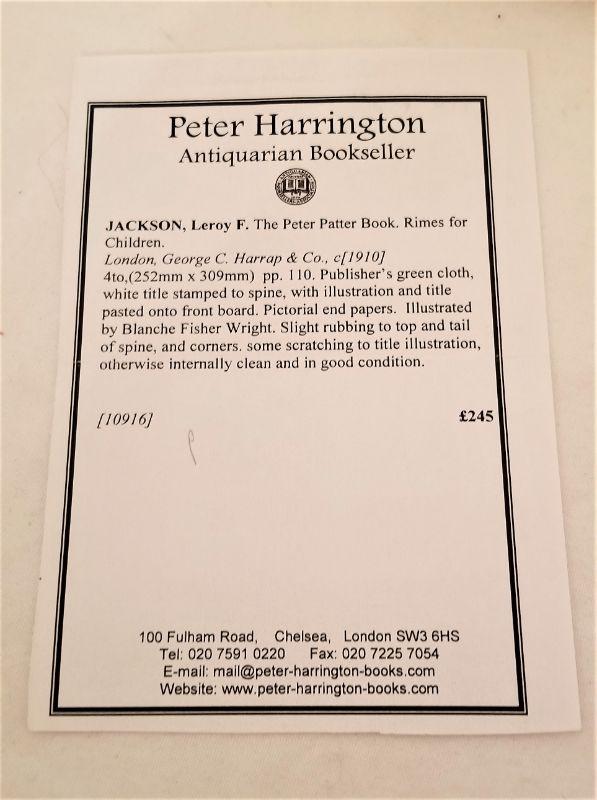 Peter Harrington
Antiquarian Bookseller
JACKSON, Leroy F. The Peter Patter Book. Rimes for
Children.
London, George C. Harrap & Co., c[1910]
4to,(252mm x 309mm) pp. 110. Publisher's green cloth,
white title stamped to spine, with illustration and title
pasted onto front board. Pictorial end papers. Illustrated
by Blanche Fisher Wright. Slight rubbing to top and tail
of spine, and corners. some scratching to title illustration,
otherwise internally clean and in good condition.
[10916] £245
100 Fulham Road, Chelsea, London SW3 6HS
Tel: 020 7591 0220 Fax: 020 7225 7054
E-mail: mail@peter-harrington-books.com
Website: www.peter-harrington-books.com